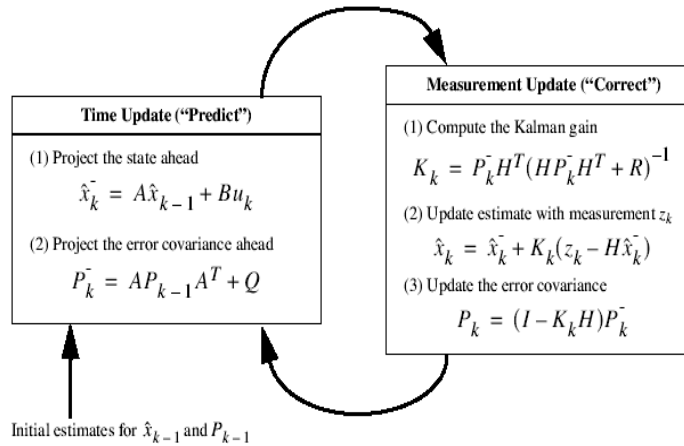 Time Update (“Predict”)
(1) Project the state ahead
x̂⁻ₖ = Ax̂ₖ₋₁ + Buₖ
(2) Project the error covariance ahead
P⁻ₖ = APₖ₋₁Aᵀ + Q
Initial estimates for x̂ₖ₋₁ and Pₖ₋₁
Measurement Update (“Correct”)
(1) Compute the Kalman gain
Kₖ = P⁻ₖHᵀ(HP⁻ₖHᵀ + R)⁻¹
(2) Update estimate with measurement zₖ
x̂ₖ = x̂⁻ₖ + Kₖ(zₖ – Hx̂⁻ₖ)
(3) Update the error covariance
Pₖ = (I – KₖH)P⁻ₖ